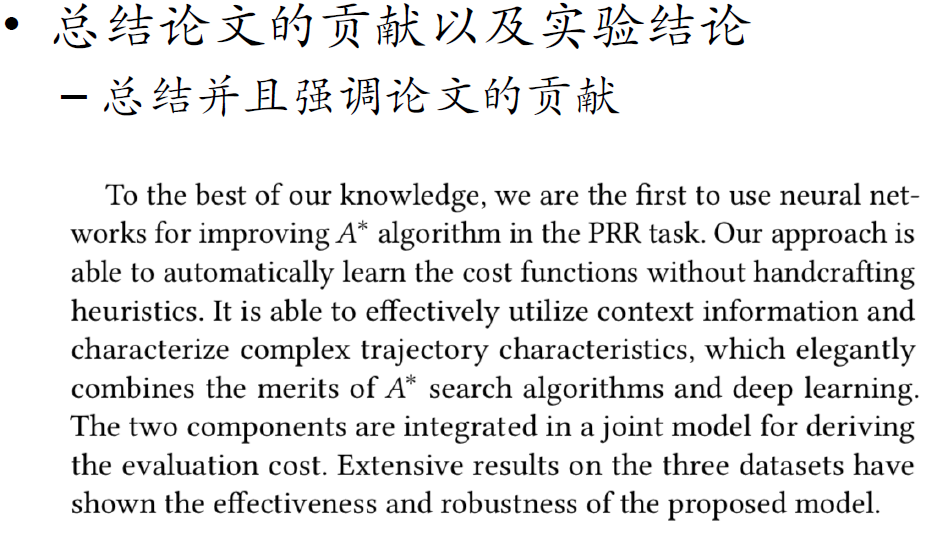 • 总结论文的贡献以及实验结论
– 总结并且强调论文的贡献
To the best of our knowledge, we are the first to use neural net-
works for improving A* algorithm in the PRR task. Our approach is
able to automatically learn the cost functions without handcrafting
heuristics. It is able to effectively utilize context information and
characterize complex trajectory characteristics, which elegantly
combines the merits of A* search algorithms and deep learning.
The two components are integrated in a joint model for deriving
the evaluation cost. Extensive results on the three datasets have
shown the effectiveness and robustness of the proposed model.